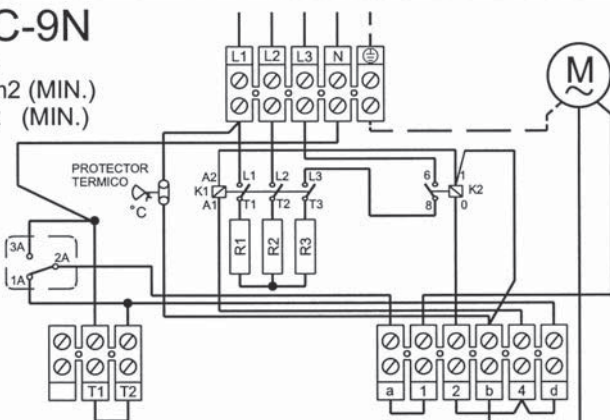 C-9N
m2 (MIN.)
(MIN.)
L1 L2 L3 N
M
~
PROTECTOR
TERMICO
°C
A2 L1 L2 L3 6 1
K1 K2
A1 T1 T2 T3 8 0
R1 R2 R3
3A
2A
1A
T1 T2
a 1 2 b 4 d